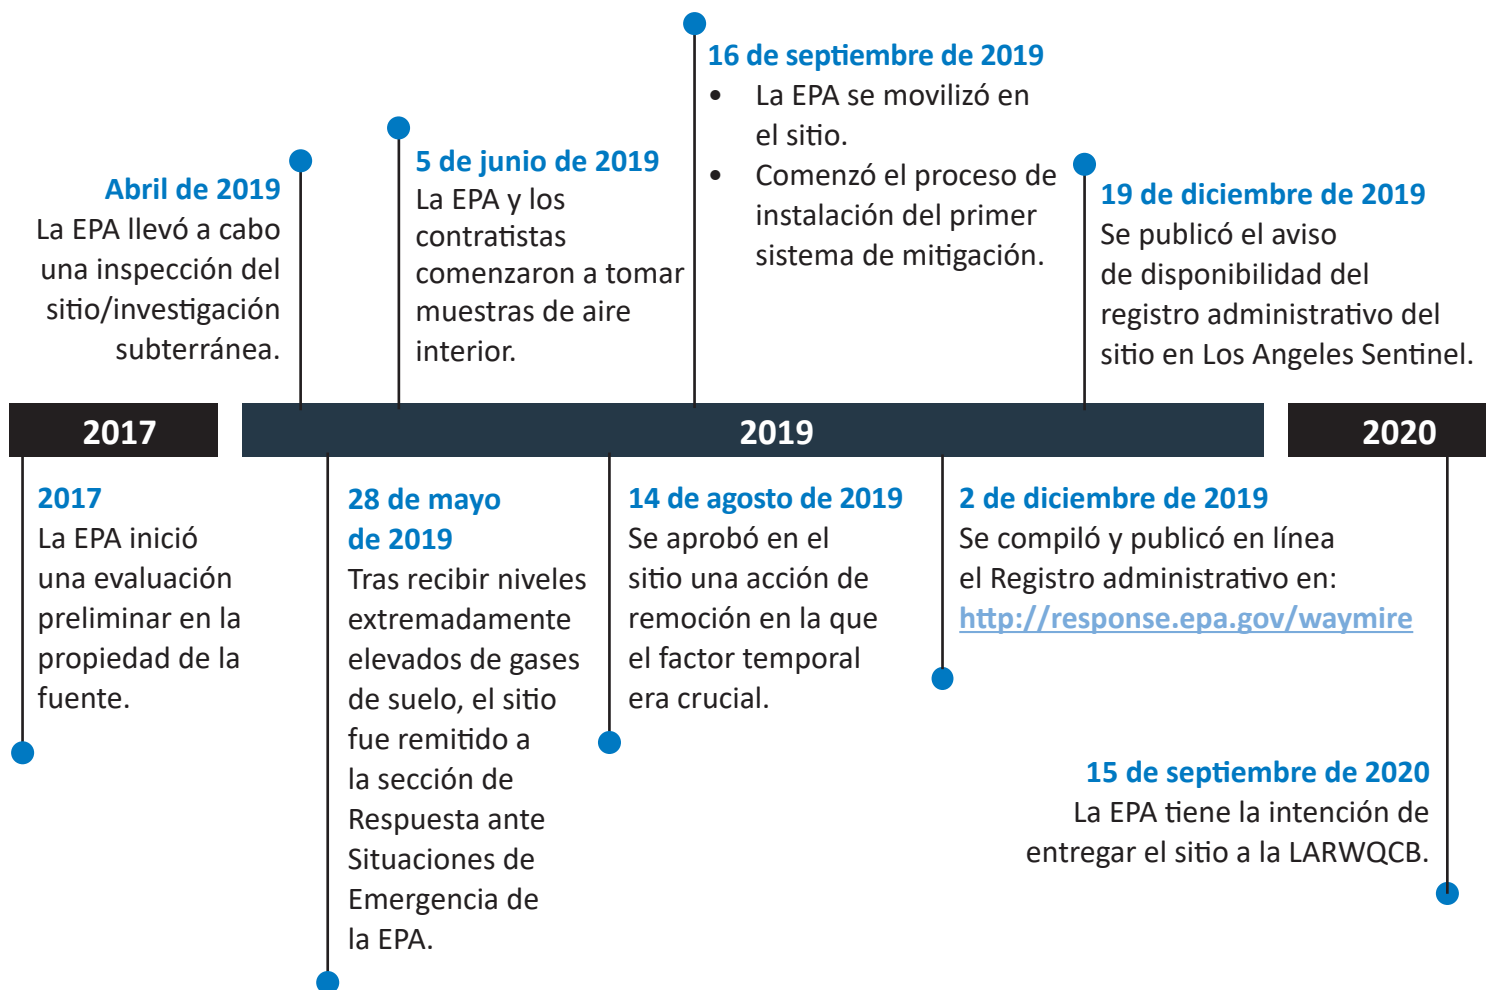 16 de septiembre de 2019
• La EPA se movilizó en
el sitio.
• Comenzó el proceso de
instalación del primer
sistema de mitigación.
5 de junio de 2019
La EPA y los
contratistas
comenzaron a tomar
muestras de aire
interior.
Abril de 2019
La EPA llevó a cabo
una inspección del
sitio/investigación
subterránea.
19 de diciembre de 2019
Se publicó el aviso
de disponibilidad del
registro administrativo del
sitio en Los Angeles Sentinel.
2017
2019
2020
2017
La EPA inició
una evaluación
preliminar en la
propiedad de la
fuente.
28 de mayo
de 2019
Tras recibir niveles
extremadamente
elevados de gases
de suelo, el sitio
fue remitido a
la sección de
Respuesta ante
Situaciones de
Emergencia de
la EPA.
14 de agosto de 2019
Se aprobó en el
sitio una acción de
remoción en la que
el factor temporal
era crucial.
2 de diciembre de 2019
Se compiló y publicó en línea
el Registro administrativo en:
http://response.epa.gov/waymire
15 de septiembre de 2020
La EPA tiene la intención de
entregar el sitio a la LARWQCB.